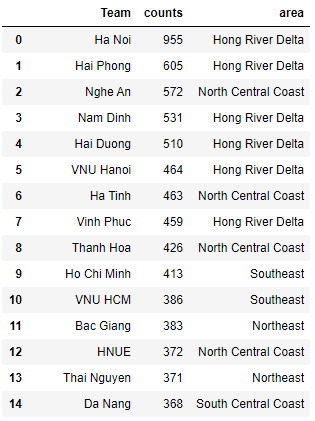 Team counts area
0 Ha Noi 955 Hong River Delta
1 Hai Phong 605 Hong River Delta
2 Nghe An 572 North Central Coast
3 Nam Dinh 531 Hong River Delta
4 Hai Duong 510 Hong River Delta
5 VNU Hanoi 464 Hong River Delta
6 Ha Tinh 463 North Central Coast
7 Vinh Phuc 459 Hong River Delta
8 Thanh Hoa 426 North Central Coast
9 Ho Chi Minh 413 Southeast
10 VNU HCM 386 Southeast
11 Bac Giang 383 Northeast
12 HNUE 372 North Central Coast
13 Thai Nguyen 371 Northeast
14 Da Nang 368 South Central Coast